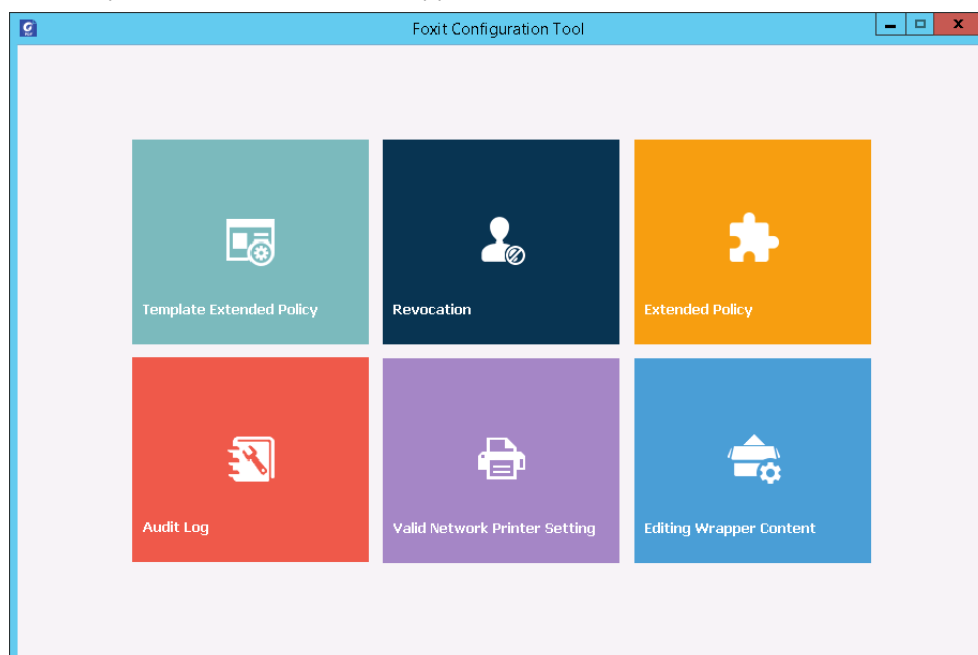 Foxit Configuration Tool
Template Extended Policy
Revocation
Extended Policy
Audit Log
Valid Network Printer Setting
Editing Wrapper Content